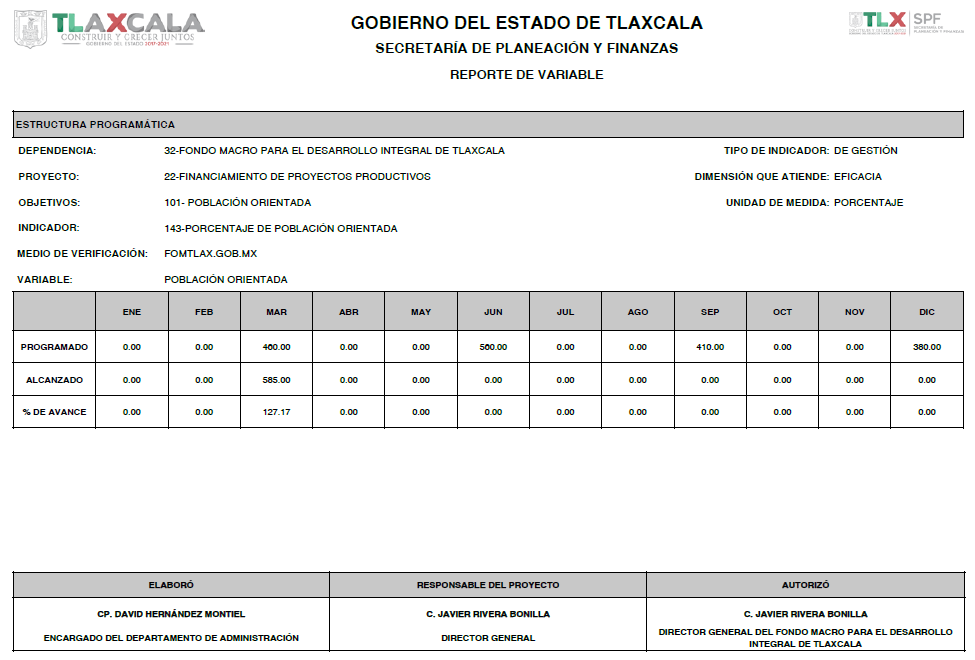 TLAXCALA
CONSTRUIR Y CRECER JUNTOS
GOBIERNO DEL ESTADO 2017-2021
GOBIERNO DEL ESTADO DE TLAXCALA
SECRETARÍA DE PLANEACIÓN Y FINANZAS
REPORTE DE VARIABLE
TLX SPF
SECRETARÍA DE
PLANEACIÓN Y FINANZAS
ESTRUCTURA PROGRAMÁTICA
DEPENDENCIA: 32-FONDO MACRO PARA EL DESARROLLO INTEGRAL DE TLAXCALA TIPO DE INDICADOR: DE GESTIÓN
PROYECTO: 22-FINANCIAMIENTO DE PROYECTOS PRODUCTIVOS DIMENSIÓN QUE ATIENDE: EFICACIA
OBJETIVOS: 101- POBLACIÓN ORIENTADA UNIDAD DE MEDIDA: PORCENTAJE
INDICADOR: 143-PORCENTAJE DE POBLACIÓN ORIENTADA
MEDIO DE VERIFICACIÓN: FOMTLAX.GOB.MX
VARIABLE: POBLACIÓN ORIENTADA
ENE FEB MAR ABR MAY JUN JUL AGO SEP OCT NOV DIC
PROGRAMADO 0.00 0.00 460.00 0.00 0.00 560.00 0.00 0.00 410.00 0.00 0.00 380.00
ALCANZADO 0.00 0.00 585.00 0.00 0.00 0.00 0.00 0.00 0.00 0.00 0.00 0.00
% DE AVANCE 0.00 0.00 127.17 0.00 0.00 0.00 0.00 0.00 0.00 0.00 0.00 0.00
ELABORÓ RESPONSABLE DEL PROYECTO AUTORIZÓ
CP. DAVID HERNÁNDEZ MONTIEL C. JAVIER RIVERA BONILLA C. JAVIER RIVERA BONILLA
ENCARGADO DEL DEPARTAMENTO DE ADMINISTRACIÓN DIRECTOR GENERAL DIRECTOR GENERAL DEL FONDO MACRO PARA EL DESARROLLO
INTEGRAL DE TLAXCALA